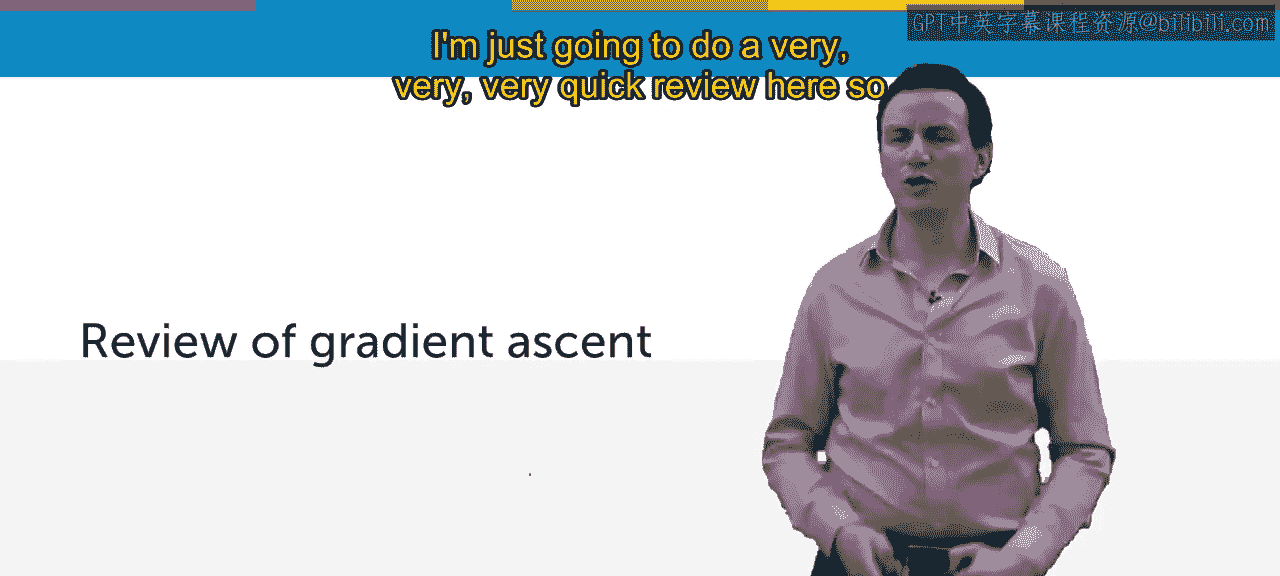 GPT中英字幕课程资源@bilibili.com
I'm just going to do a very,
very, very quick review here so
Review of gradient ascent